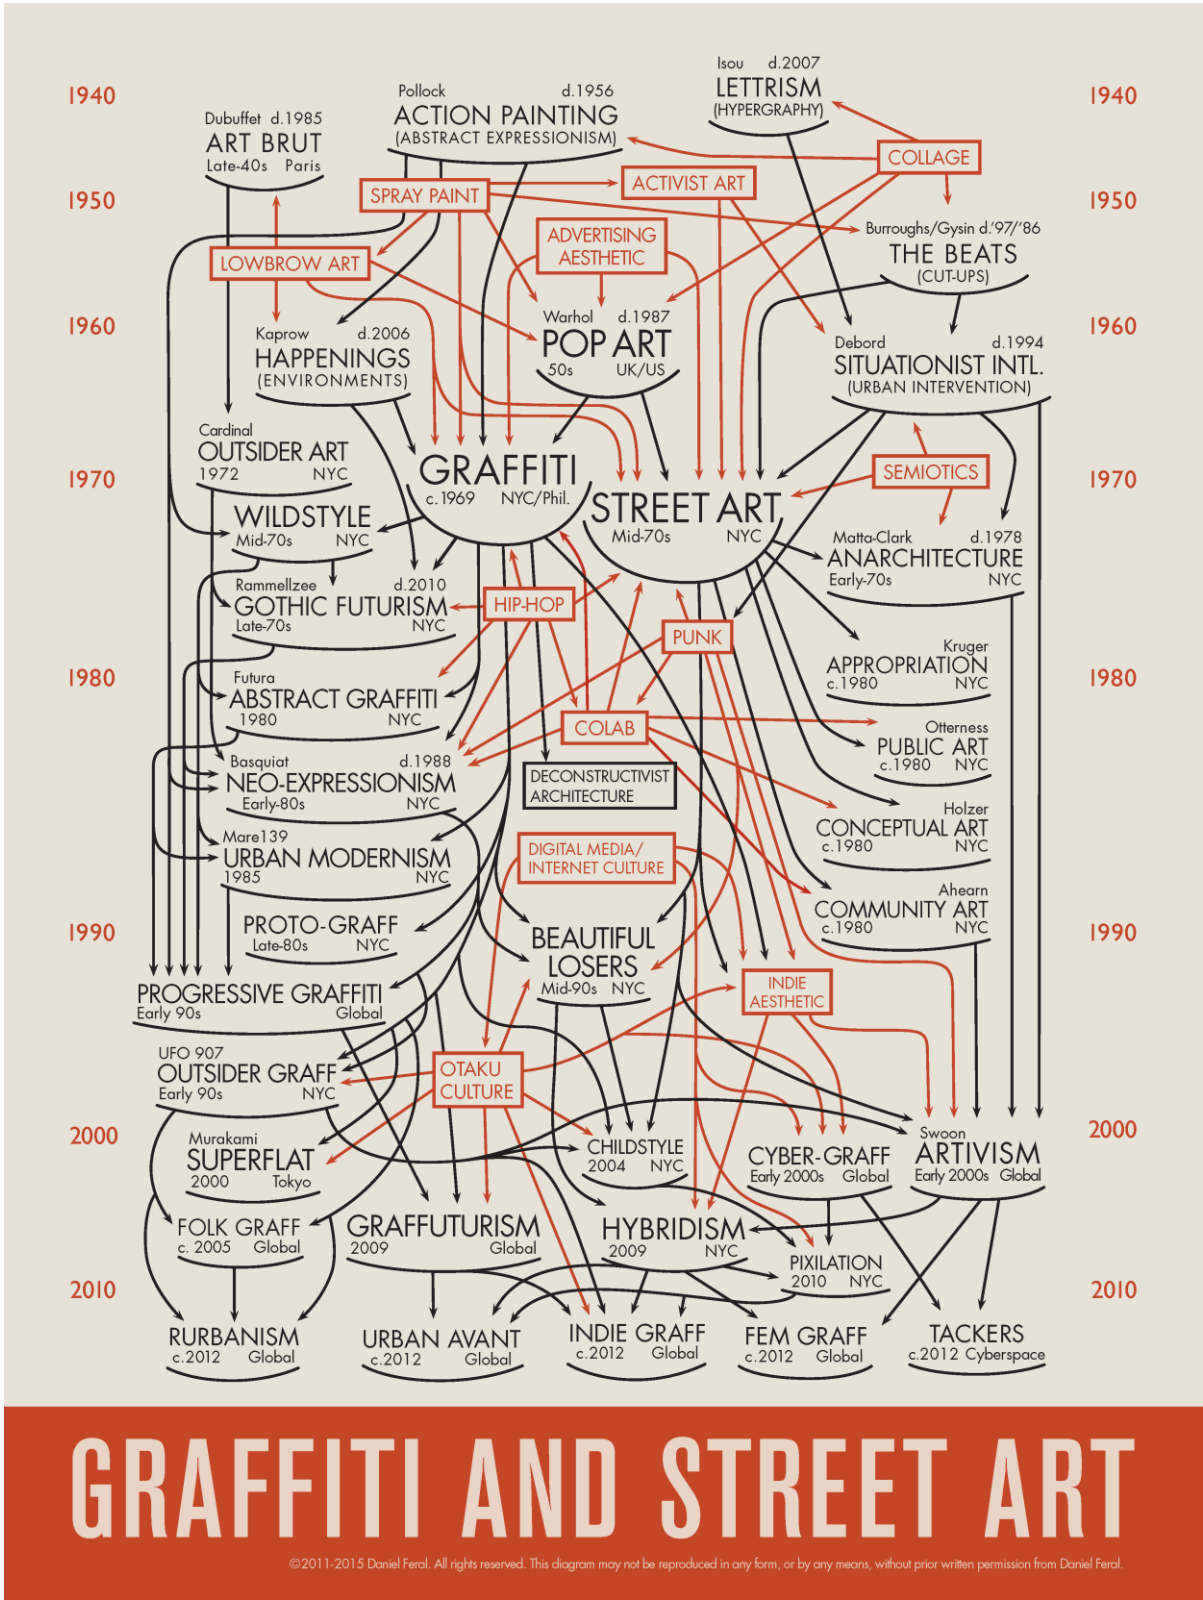 Isou d.2007
LETTRISM
(HYPERGRAPHY)
1940
Pollock d.1956
ACTION PAINTING
(ABSTRACT EXPRESSIONISM)
1940
Dubuffet d.1985
ART BRUT
Late-40s Paris
COLLAGE
SPRAY PAINT
ACTIVIST ART
1950
1950
ADVERTISING
AESTHETIC
Burroughs/Gysin d.'97/'86
THE BEATS
(CUT-UPS)
LOWBROW ART
1960
1960
Kaprow d.2006
HAPPENINGS
(ENVIRONMENTS)
Warhol d.1987
POP ART
50s UK/US
Debord d.1994
SITUATIONIST INTL.
(URBAN INTERVENTION)
Cardinal
OUTSIDER ART
1972 NYC
1970
GRAFFITI
c.1969 NYC/Phil.
SEMIOTICS
1970
STREET ART
Mid-70s NYC
WILDSTYLE
Mid-70s NYC
Matta-Clark d.1978
ANARCHITECTURE
Early-70s NYC
Rammellzee d.2010
GOTHIC FUTURISM
Late-70s NYC
HIP-HOP
PUNK
Kruger
APPROPRIATION
c.1980 NYC
1980
1980
Futura
ABSTRACT GRAFFITI
1980 NYC
COLAB
Otterness
PUBLIC ART
c.1980 NYC
Basquiat d.1988
NEO-EXPRESSIONISM
Early-80s NYC
DECONSTRUCTIVIST
ARCHITECTURE
Holzer
CONCEPTUAL ART
c.1980 NYC
Mare139
URBAN MODERNISM
1985 NYC
DIGITAL MEDIA/
INTERNET CULTURE
Ahearn
COMMUNITY ART
c.1980 NYC
PROTO-GRAFF
Late-80s NYC
1990
1990
BEAUTIFUL
LOSERS
Mid-90s NYC
PROGRESSIVE GRAFFITI
Early 90s Global
INDIE
AESTHETIC
UFO 907
OUTSIDER GRAFF
Early 90s NYC
OTAKU
CULTURE
2000
2000
Murakami
SUPERFLAT
2000 Tokyo
CHILDSTYLE
2004 NYC
CYBER-GRAFF
Early 2000s Global
Swoon
ARTIVISM
Early 2000s Global
FOLK GRAFF
c. 2005 Global
GRAFFUTURISM
2009 Global
HYBRIDISM
2009 NYC
PIXILATION
2010 NYC
2010
2010
RURBANISM
c.2012 Global
URBAN AVANT
c.2012 Global
INDIE GRAFF
c.2012 Global
FEM GRAFF
c.2012 Global
TACKERS
c.2012 Cyberspace
GRAFFITI AND STREET ART
©2011-2015 Daniel Feral. All rights reserved. This diagram may not be reproduced in any form, or by any means, without prior written permission from Daniel Feral.